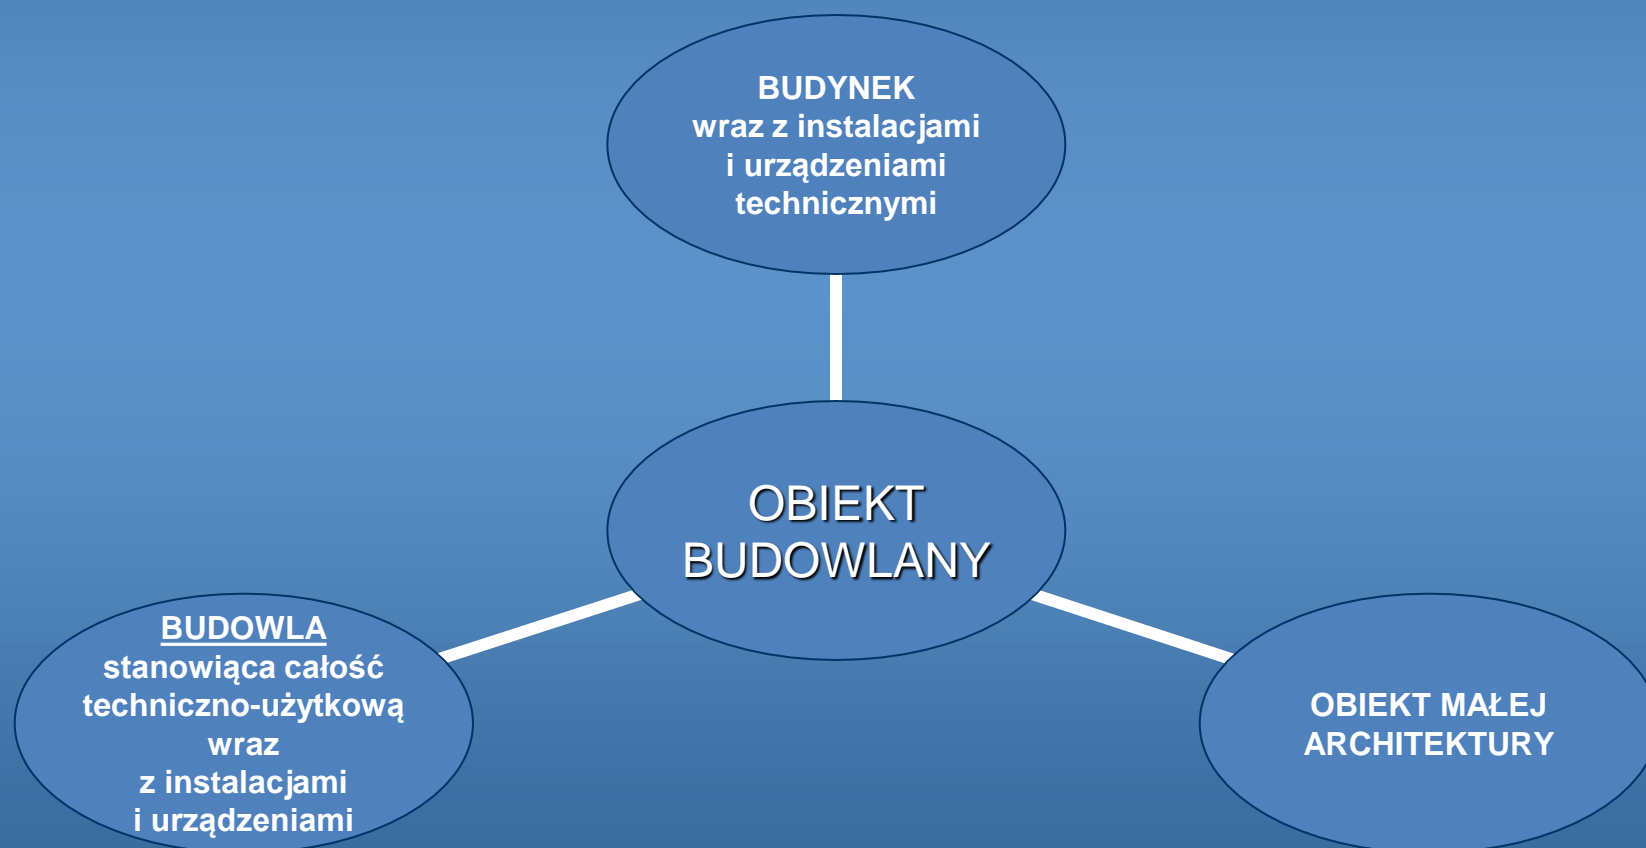 BUDYNEK
wraz z instalacjami
i urządzeniami
technicznymi
OBIEKT
BUDOWLANY
BUDOWLA
stanowiąca całość
techniczno-użytkową
wraz
z instalacjami
i urządzeniami
OBIEKT MAŁEJ
ARCHITEKTURY